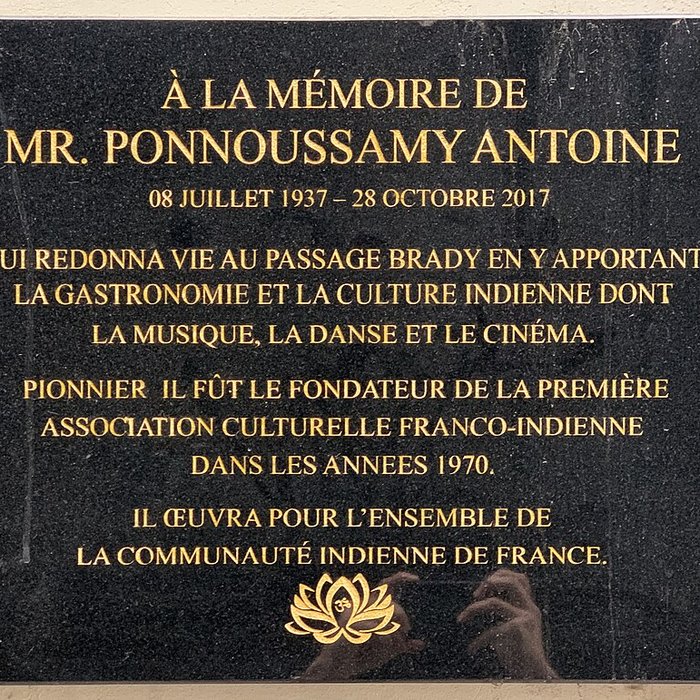 À LA MÉMOIRE DE
MR. PONNOUSSAMY ANTOINE
08 JUILLET 1937 – 28 OCTOBRE 2017
UI REDONNA VIE AU PASSAGE BRADY EN Y APPORTANT
LA GASTRONOMIE ET LA CULTURE INDIENNE DONT
LA MUSIQUE, LA DANSE ET LE CINÉMA.
PIONNIER IL FÛT LE FONDATEUR DE LA PREMIÈRE
ASSOCIATION CULTURELLE FRANCO-INDIENNE
DANS LES ANNEES 1970.
IL ŒUVRA POUR L’ENSEMBLE DE
LA COMMUNAUTÉ INDIENNE DE FRANCE.
ॐ